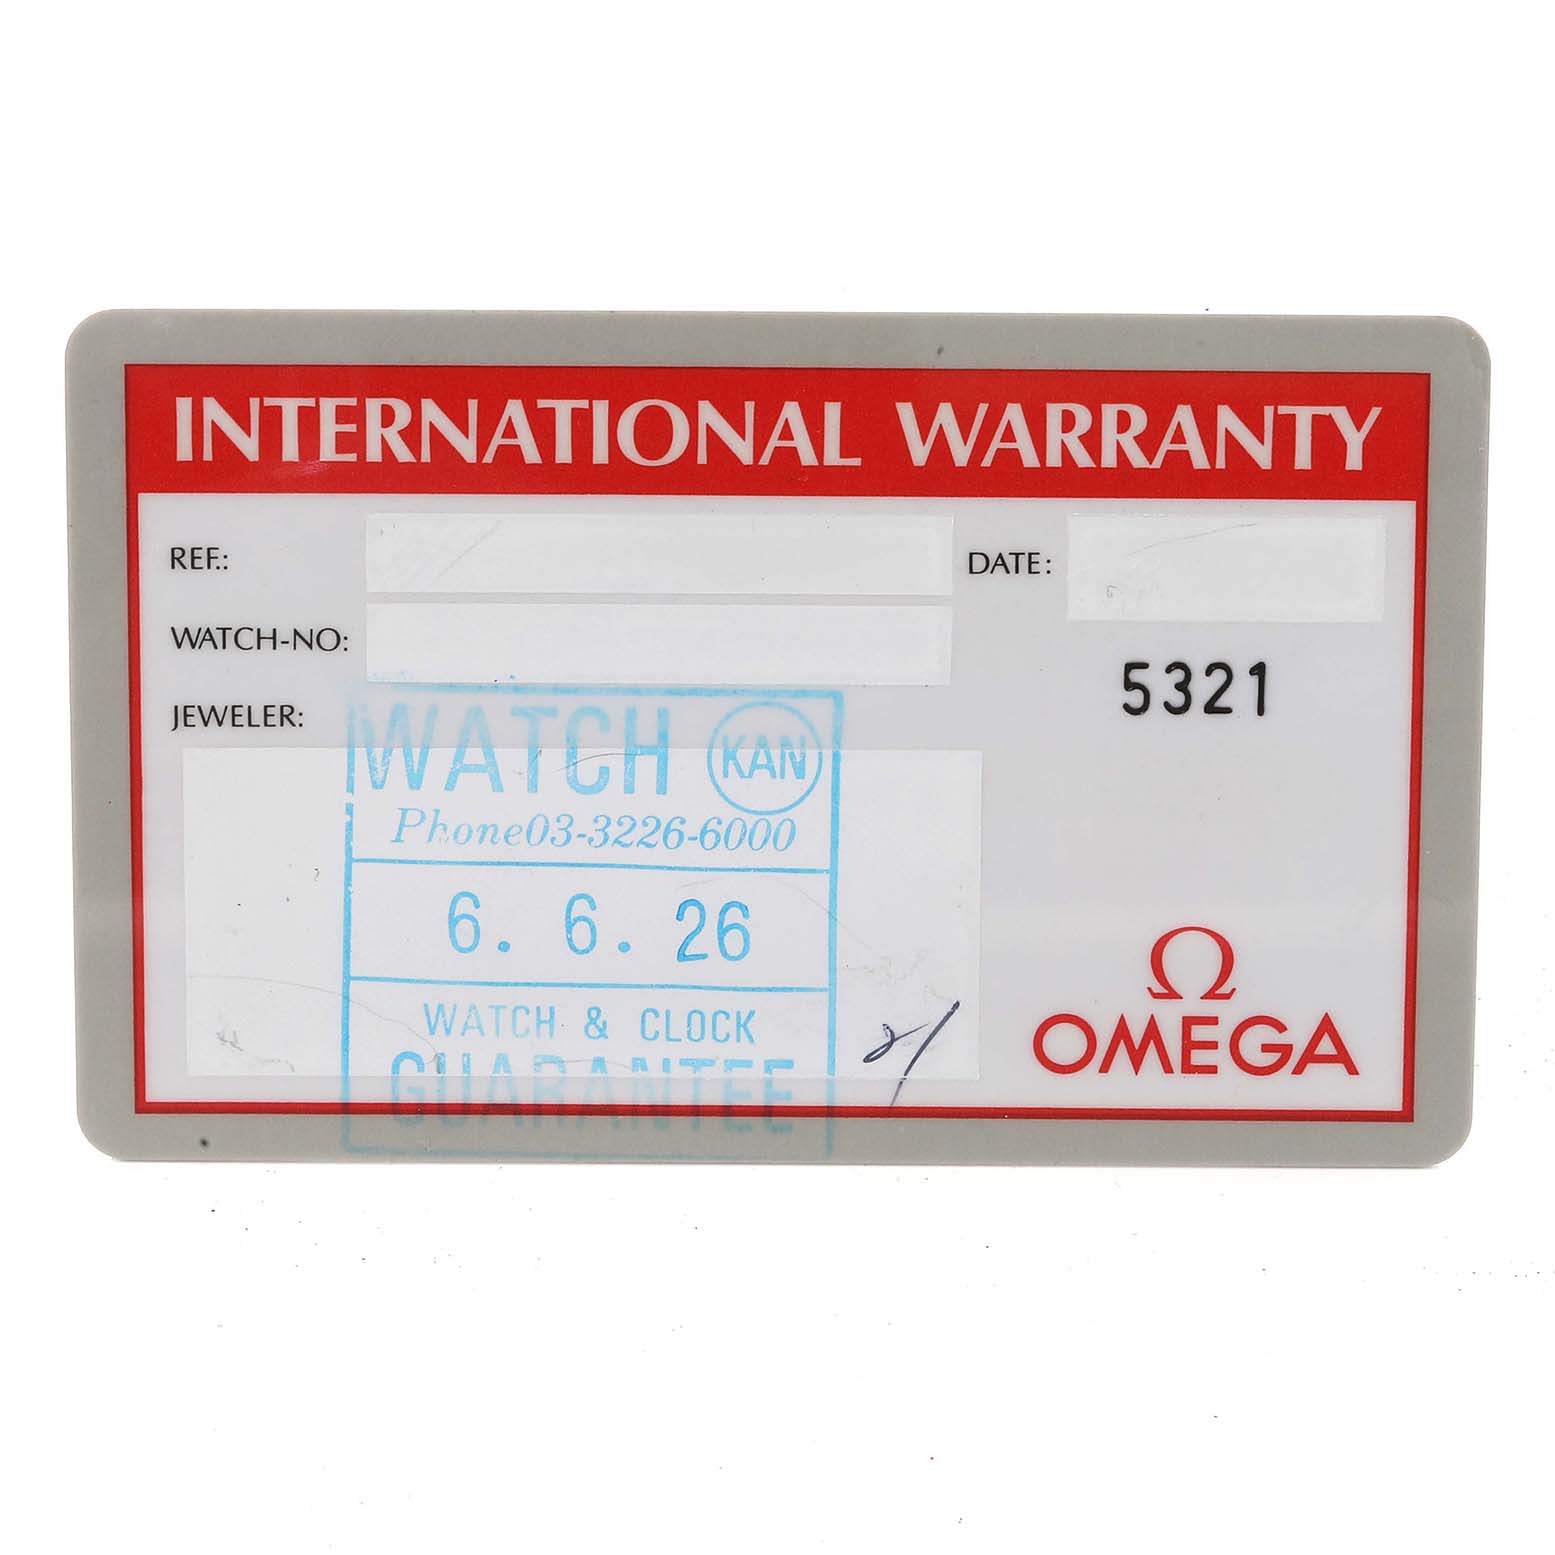 INTERNATIONAL WARRANTY
REF.:
DATE:
WATCH-NO:
5321
JEWELER:
WATCH KAN
Phone03-3226-6000
6. 6. 26
WATCH & CLOCK
GUARANTEE
Ω
OMEGA